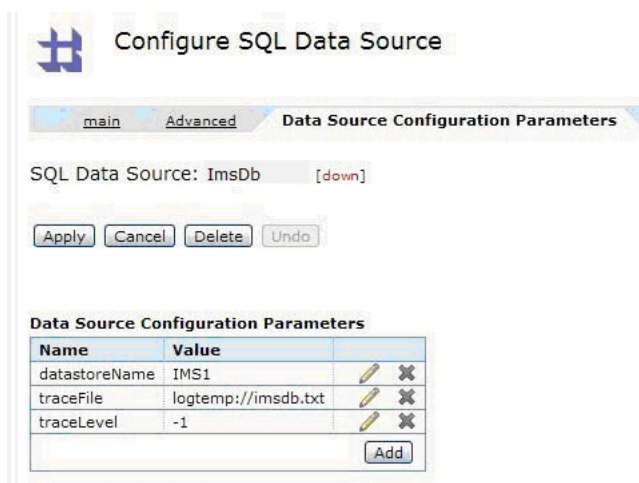 Configure SQL Data Source
main Advanced Data Source Configuration Parameters
SQL Data Source: ImsDb [down]
Apply Cancel Delete Undo
Data Source Configuration Parameters
Name Value
datastoreName IMS1
traceFile logtemp://imsdb.txt
traceLevel -1
Add